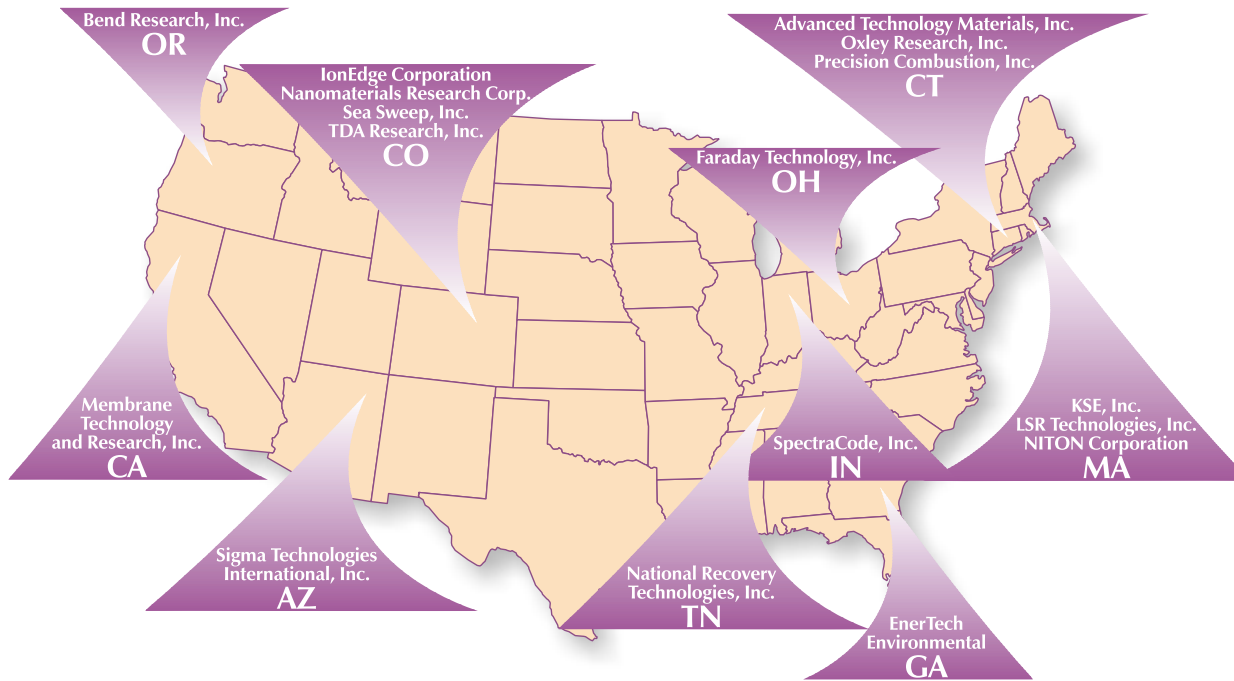 Bend Research, Inc.
OR
IonEdge Corporation
Nanomaterials Research Corp.
Sea Sweep, Inc.
TDA Research, Inc.
CO
Advanced Technology Materials, Inc.
Oxley Research, Inc.
Precision Combustion, Inc.
CT
Faraday Technology, Inc.
OH
Membrane
Technology
and Research, Inc.
CA
SpectraCode, Inc.
IN
KSE, Inc.
LSR Technologies, Inc.
NITON Corporation
MA
Sigma Technologies
International, Inc.
AZ
National Recovery
Technologies, Inc.
TN
EnerTech
Environmental
GA